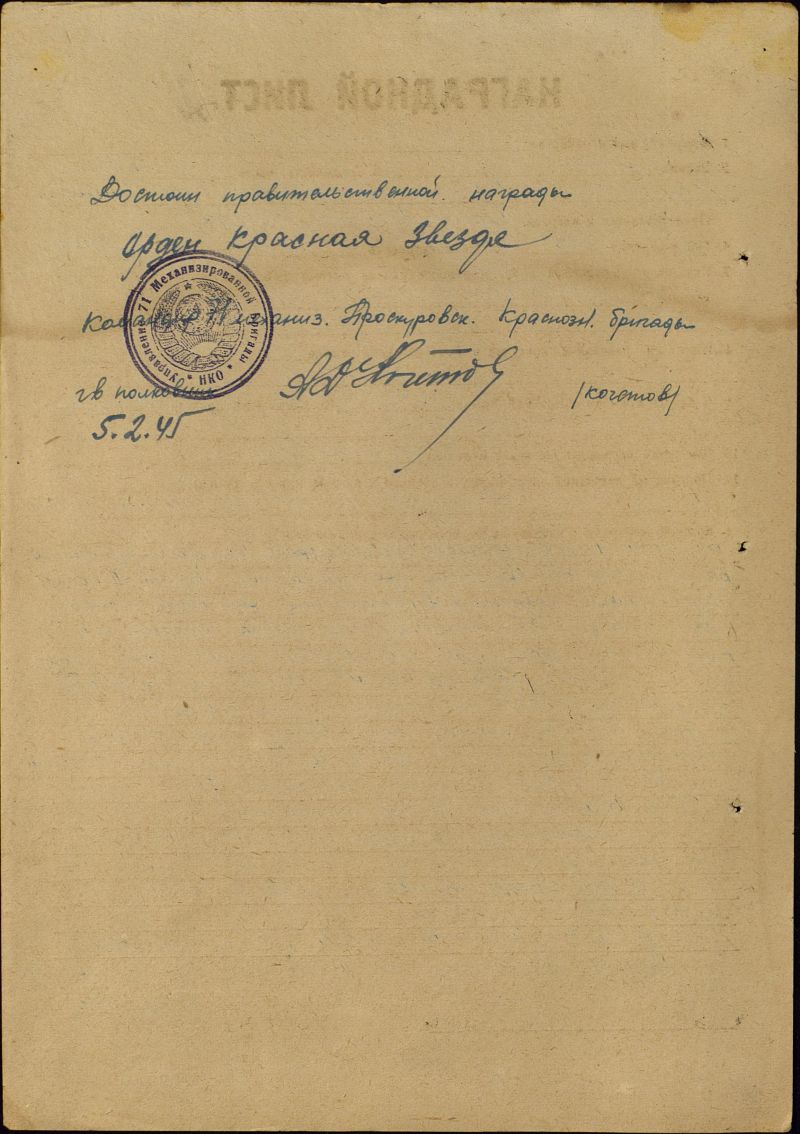 НАГРАДНОЙ ЛИСТ
Достоин правительственной награды
Орден Красная Звезда
Управление 71 Механизированной бригады * НКО *
Командир 71 механиз. Проскуровск. Краснозн. бригады
гв полковник
/Кочетов/
5.2.45